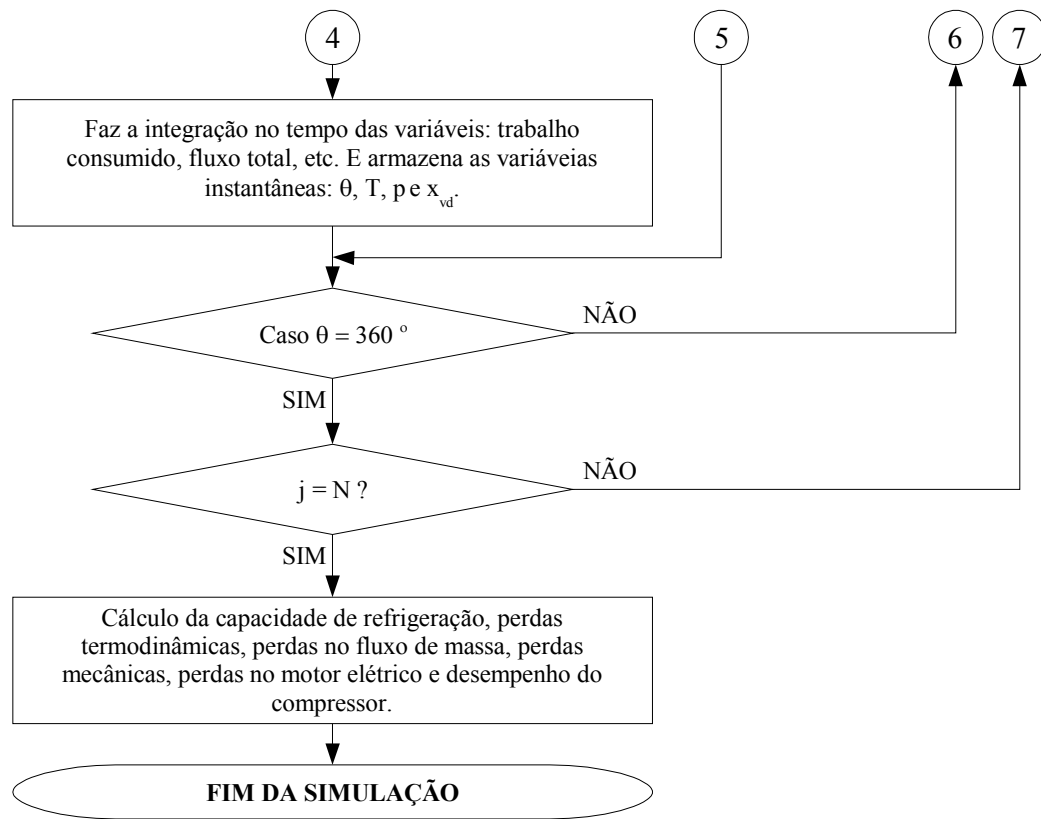 4
5
6
7
Faz a integração no tempo das variáveis: trabalho
consumido, fluxo total, etc. E armazena as variáveias
instantâneas: θ, T, p e x_vd.
Caso θ = 360 º
NÃO
SIM
j = N ?
NÃO
SIM
Cálculo da capacidade de refrigeração, perdas
termodinâmicas, perdas no fluxo de massa, perdas
mecânicas, perdas no motor elétrico e desempenho do
compressor.
FIM DA SIMULAÇÃO